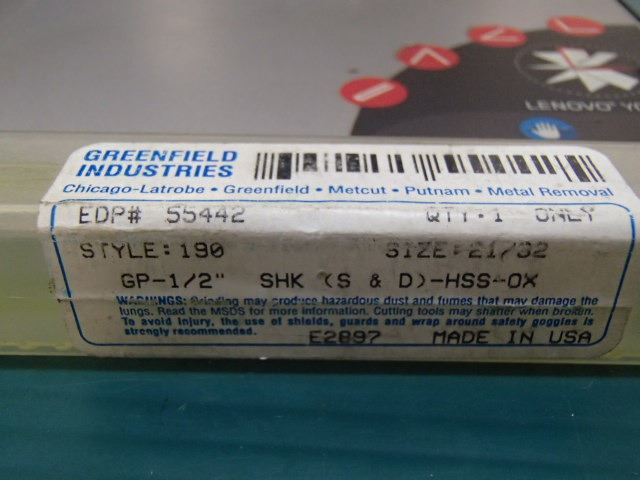 LENOVO® YO
GREENFIELD
INDUSTRIES
Chicago-Latrobe • Greenfield • Metcut • Putnam • Metal Removal
EDP# 55442 QTY.1 ONLY
STYLE:190 SIZE:21/32
GP-1/2" SHK (S & D)-HSS-OX
WARNINGS: Grinding may produce hazardous dust and fumes that may damage the
lungs. Read the MSDS for more information. Cutting tools may shatter when broken.
To avoid injury, the use of shields, guards and wrap around safety goggles is
strongly recommended.
E2897 MADE IN USA